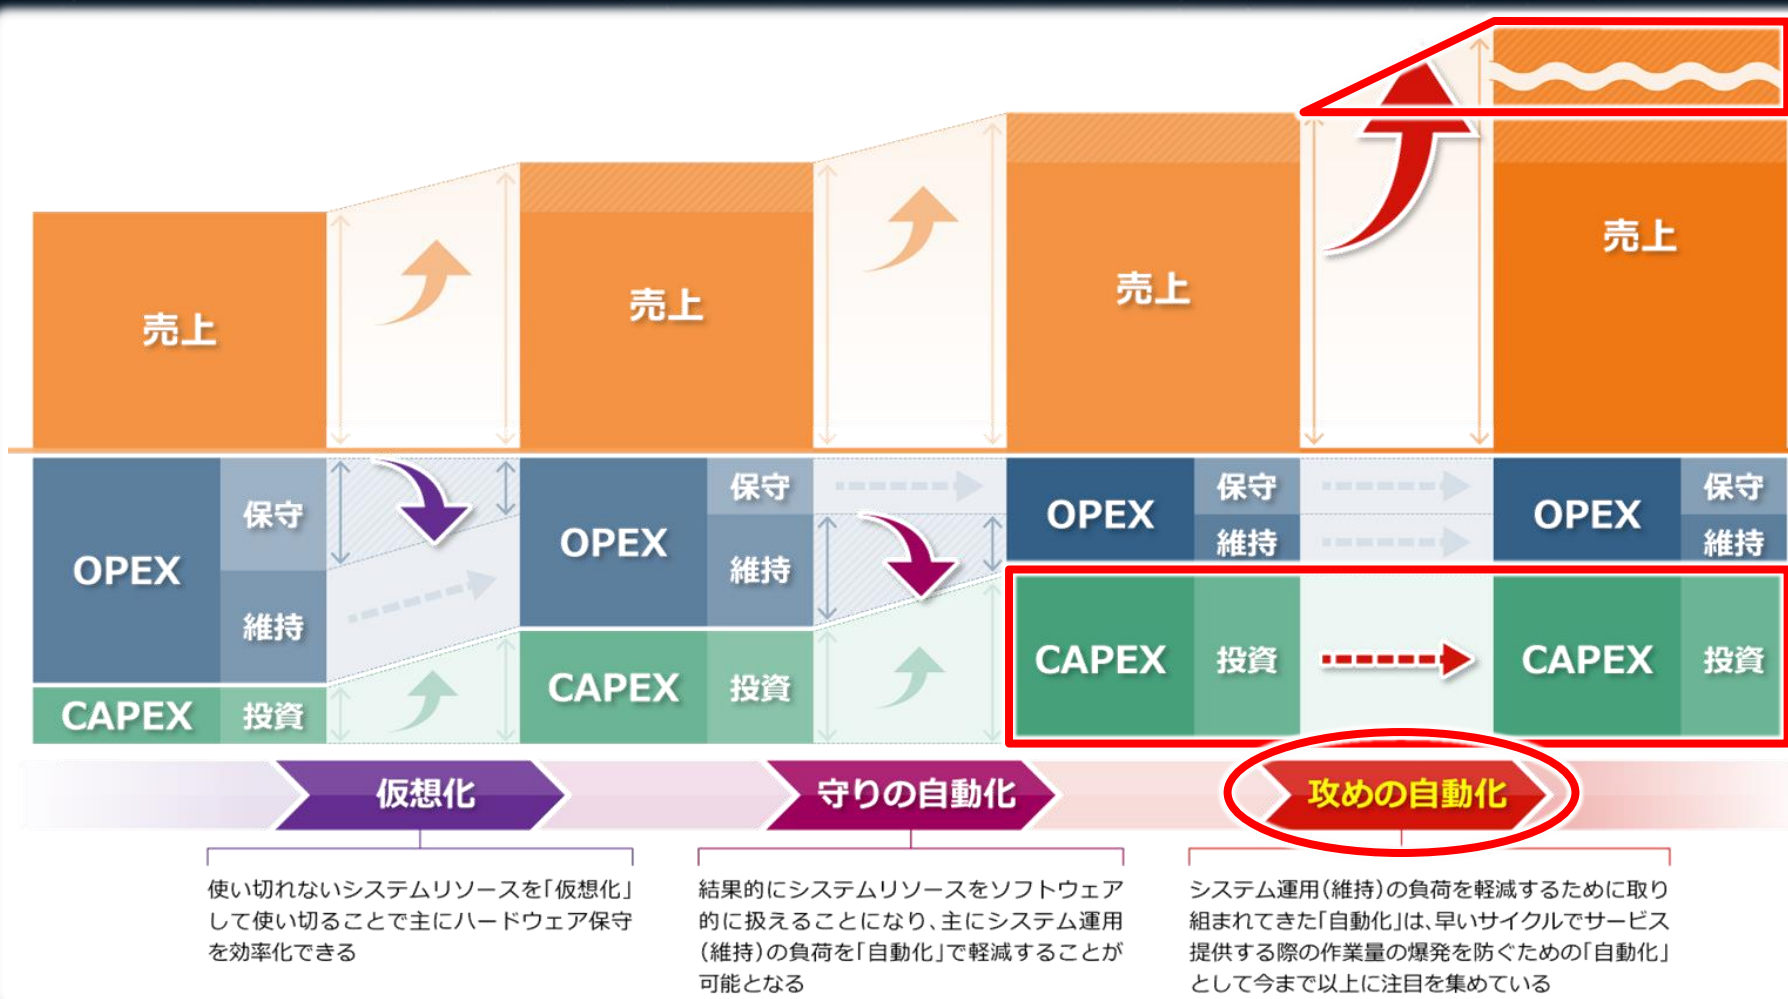 売上
売上
売上
売上
OPEX
保守
維持
CAPEX
投資
OPEX
保守
維持
CAPEX
投資
OPEX
保守
維持
CAPEX
投資
OPEX
保守
維持
CAPEX
投資
仮想化
守りの自動化
攻めの自動化
使い切れないシステムリソースを｢仮想化｣
して使い切ることで主にハードウェア保守
を効率化できる
結果的にシステムリソースをソフトウェア
的に扱えることになり、主にシステム運用
(維持)の負荷を｢自動化｣で軽減することが
可能となる
システム運用(維持)の負荷を軽減するために取り
組まれてきた｢自動化｣は、早いサイクルでサービス
提供する際の作業量の爆発を防ぐための｢自動化｣
として今まで以上に注目を集めている